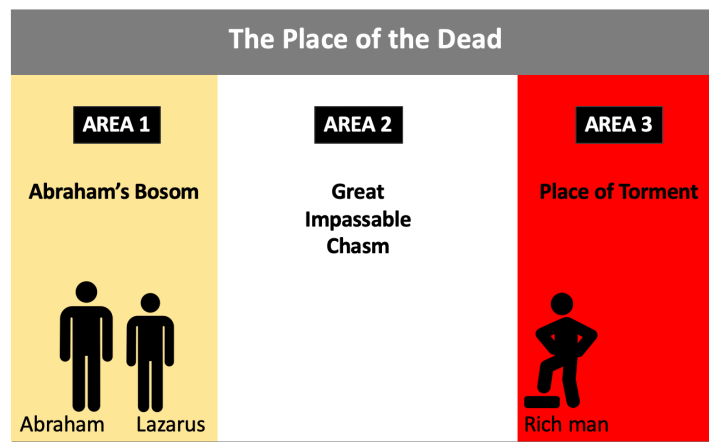 The Place of the Dead
AREA 1
AREA 2
AREA 3
Abraham's Bosom
Great
Impassable
Chasm
Place of Torment
Abraham
Lazarus
Rich man